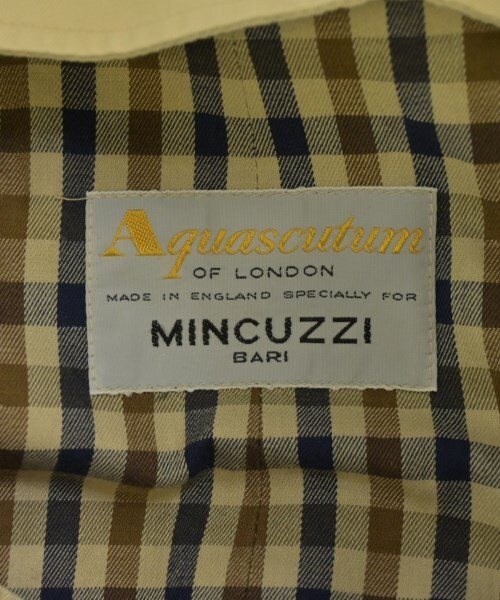 Aquascutum
OF LONDON
MADE IN ENGLAND SPECIALLY FOR
MINCUZZI
BARI